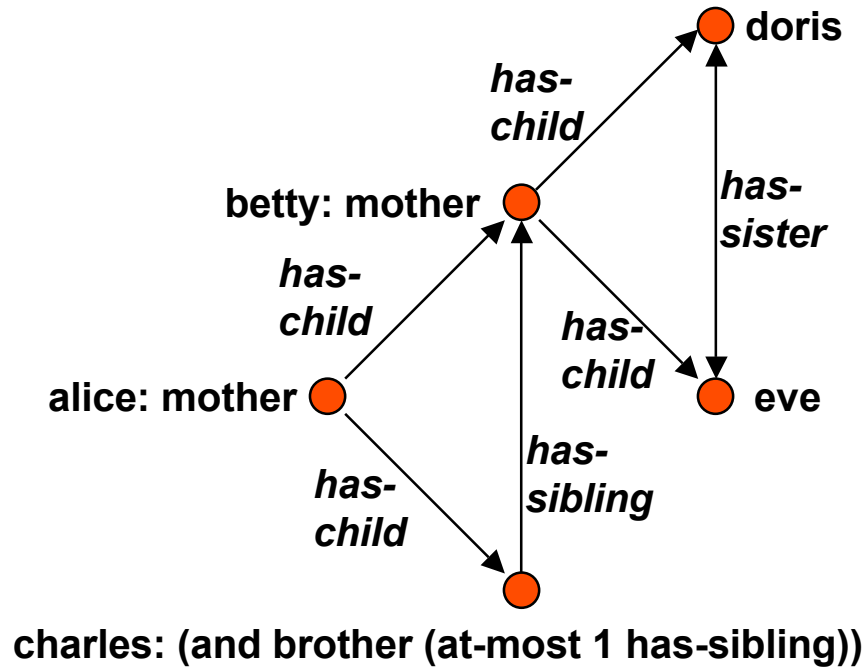 doris
has-
child
has-
sister
betty: mother
has-
child
has-
child
alice: mother
eve
has-
sibling
has-
child
charles: (and brother (at-most 1 has-sibling))